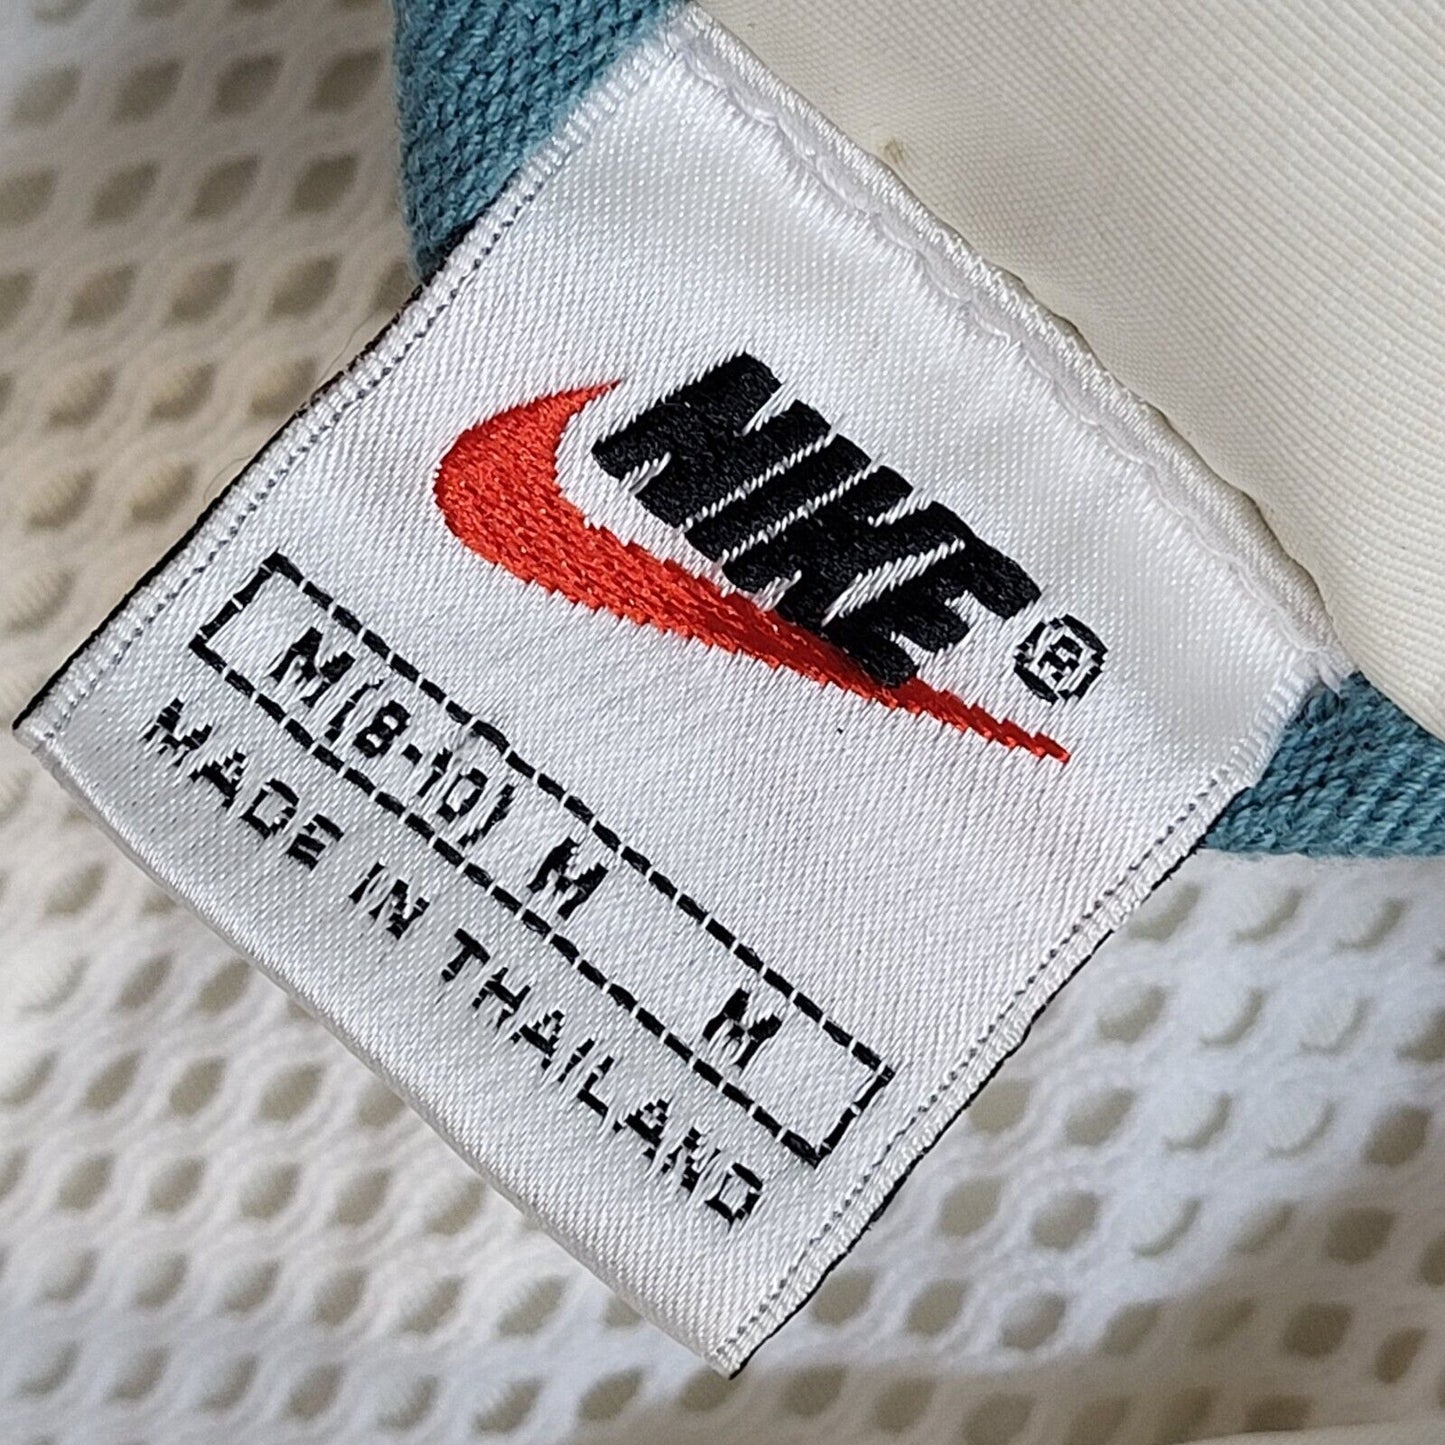 NIKE®
M(8-10) M M
MADE IN THAILAND